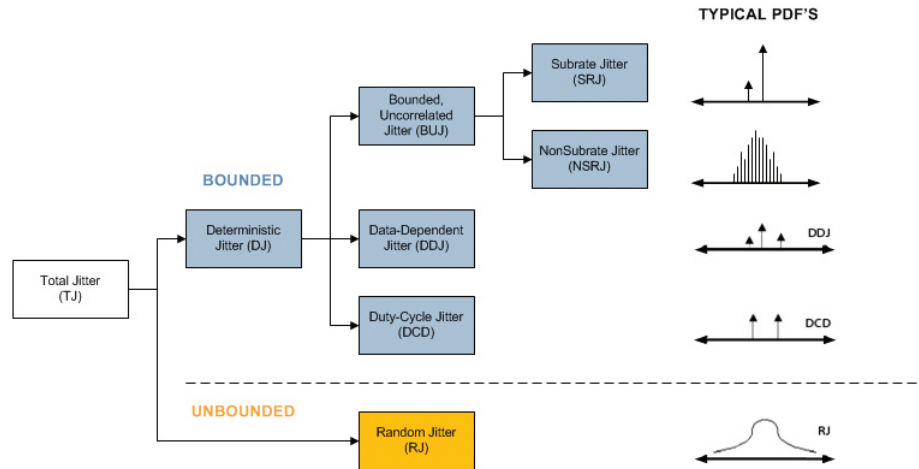 TYPICAL PDF'S
Subrate Jitter
(SRJ)
Bounded,
Uncorrelated
Jitter (BUJ)
NonSubrate Jitter
(NSRJ)
BOUNDED
Deterministic
Jitter (DJ)
Data-Dependent
Jitter (DDJ)
DDJ
Total Jitter
(TJ)
Duty-Cycle Jitter
(DCD)
DCD
UNBOUNDED
Random Jitter
(RJ)
RJ